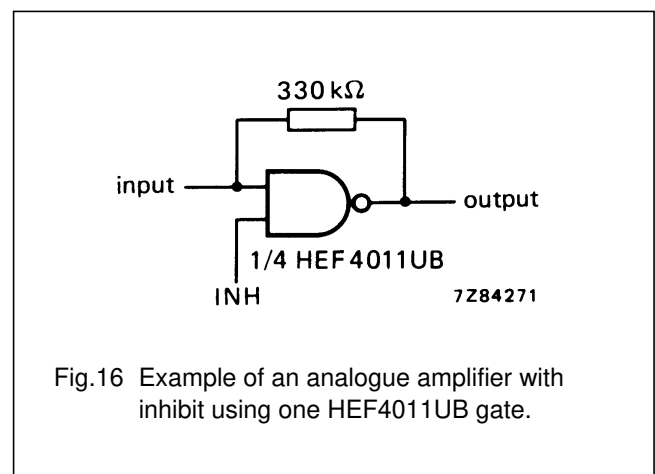 330 kΩ
input
output
1/4 HEF4011UB
INH
7Z84271
Fig.16 Example of an analogue amplifier with
inhibit using one HEF4011UB gate.